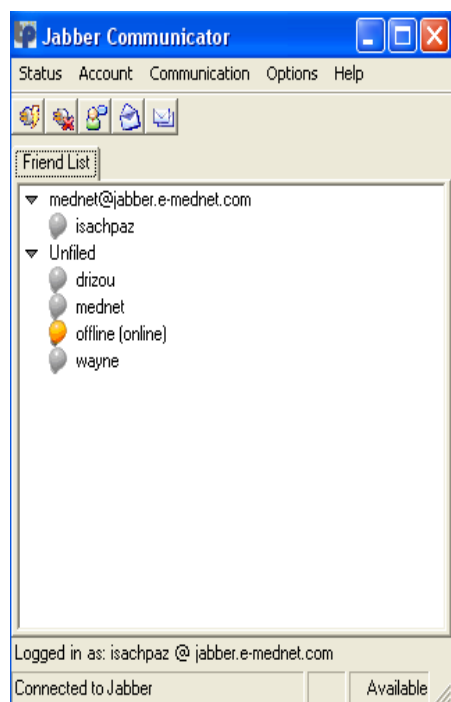 Jabber Communicator
Status Account Communication Options Help
Friend List
mednet@jabber.e-mednet.com
isachpaz
Unfiled
drizou
mednet
offline (online)
wayne
Logged in as: isachpaz @ jabber.e-mednet.com
Connected to Jabber Available